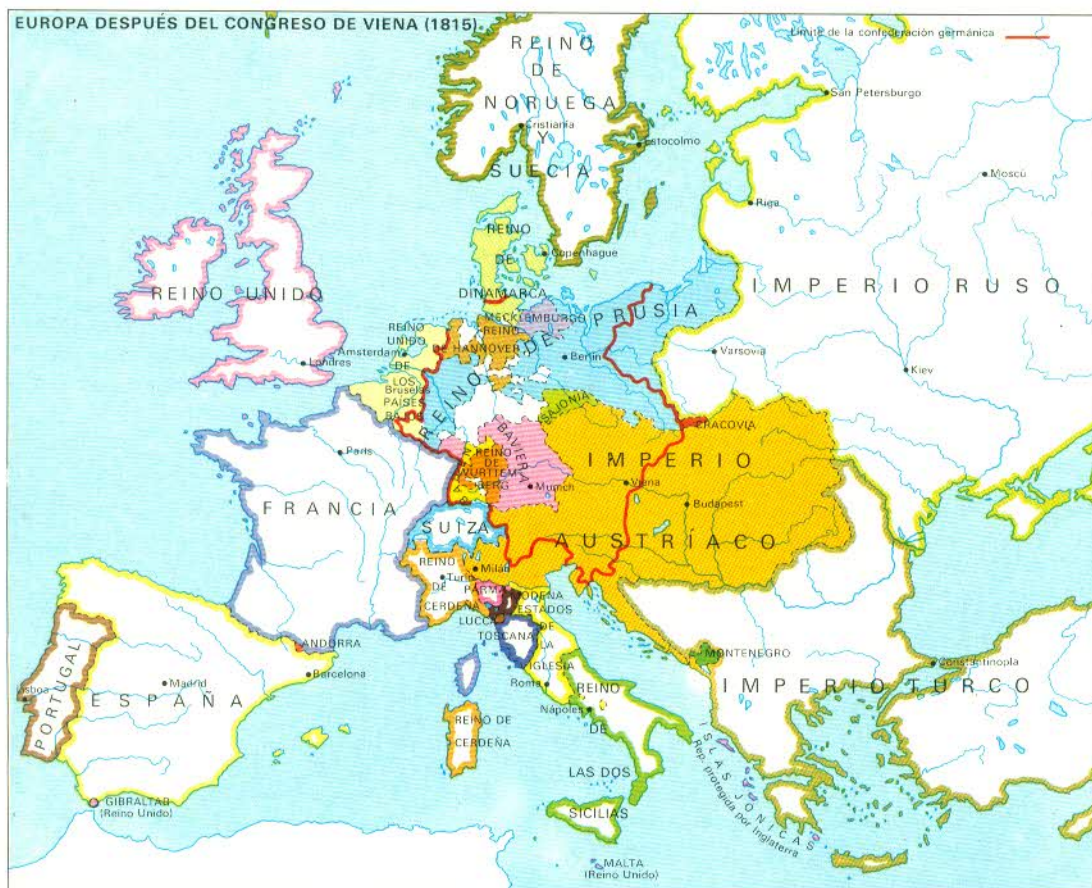 EUROPA DESPUÉS DEL CONGRESO DE VIENA (1815)
Límite de la confederación germánica
REINO
DE
NORUEGA
Y
SUECIA
Cristianía
Estocolmo
San Petersburgo
Moscú
Riga
REINO
DE
DINAMARCA
Copenhague
REINO UNIDO
Londres
IMPERIO RUSO
Varsovia
Kiev
MECKLEMBURGO
REINO
DE HANNOVER
REINO DE PRUSIA
Berlín
REINO
UNIDO
DE
LOS
PAÍSES
BAJOS
Amsterdam
Bruselas
SAJONIA
CRACOVIA
BAVIERA
Munich
REINO
DE
WURTTEM
BERG
IMPERIO
AUSTRÍACO
Viena
Budapest
París
FRANCIA
SUIZA
REINO
DE
CERDEÑA
Turín
Milán
PARMA
MODENA
LUCCA
TOSCANA
ESTADOS
DE
LA
IGLESIA
Roma
ANDORRA
Barcelona
Madrid
ESPAÑA
PORTUGAL
Lisboa
GIBRALTAR
(Reino Unido)
REINO DE
CERDEÑA
REINO
DE
LAS DOS
SICILIAS
Nápoles
MONTENEGRO
IMPERIO TURCO
Constantinopla
ISLAS JONICAS
Rep. protegida por Inglaterra
MALTA
(Reino Unido)